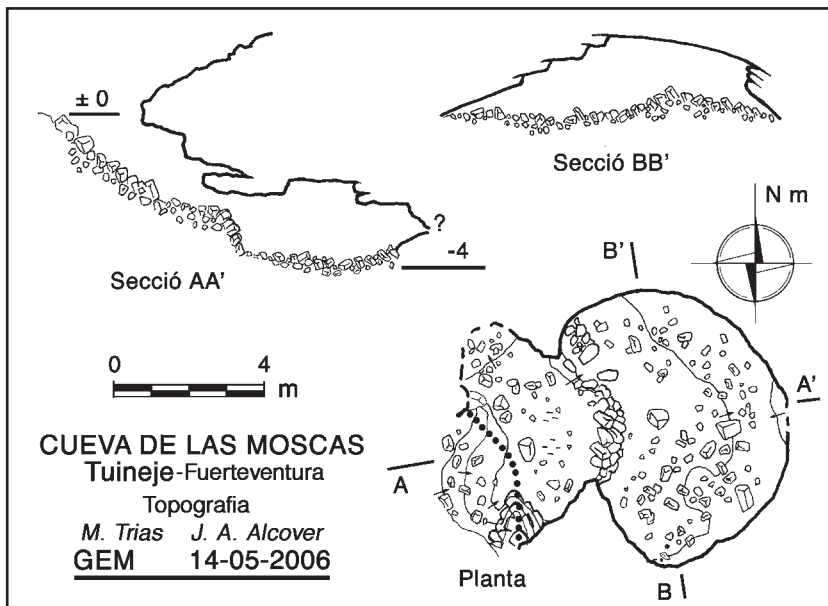 ± 0
Secció AA'
?
-4
Secció BB'
N m
B'
A'
A
B
Planta
0 4
m
CUEVA DE LAS MOSCAS
Tuineje-Fuerteventura
Topografia
M. Trias J. A. Alcover
GEM 14-05-2006